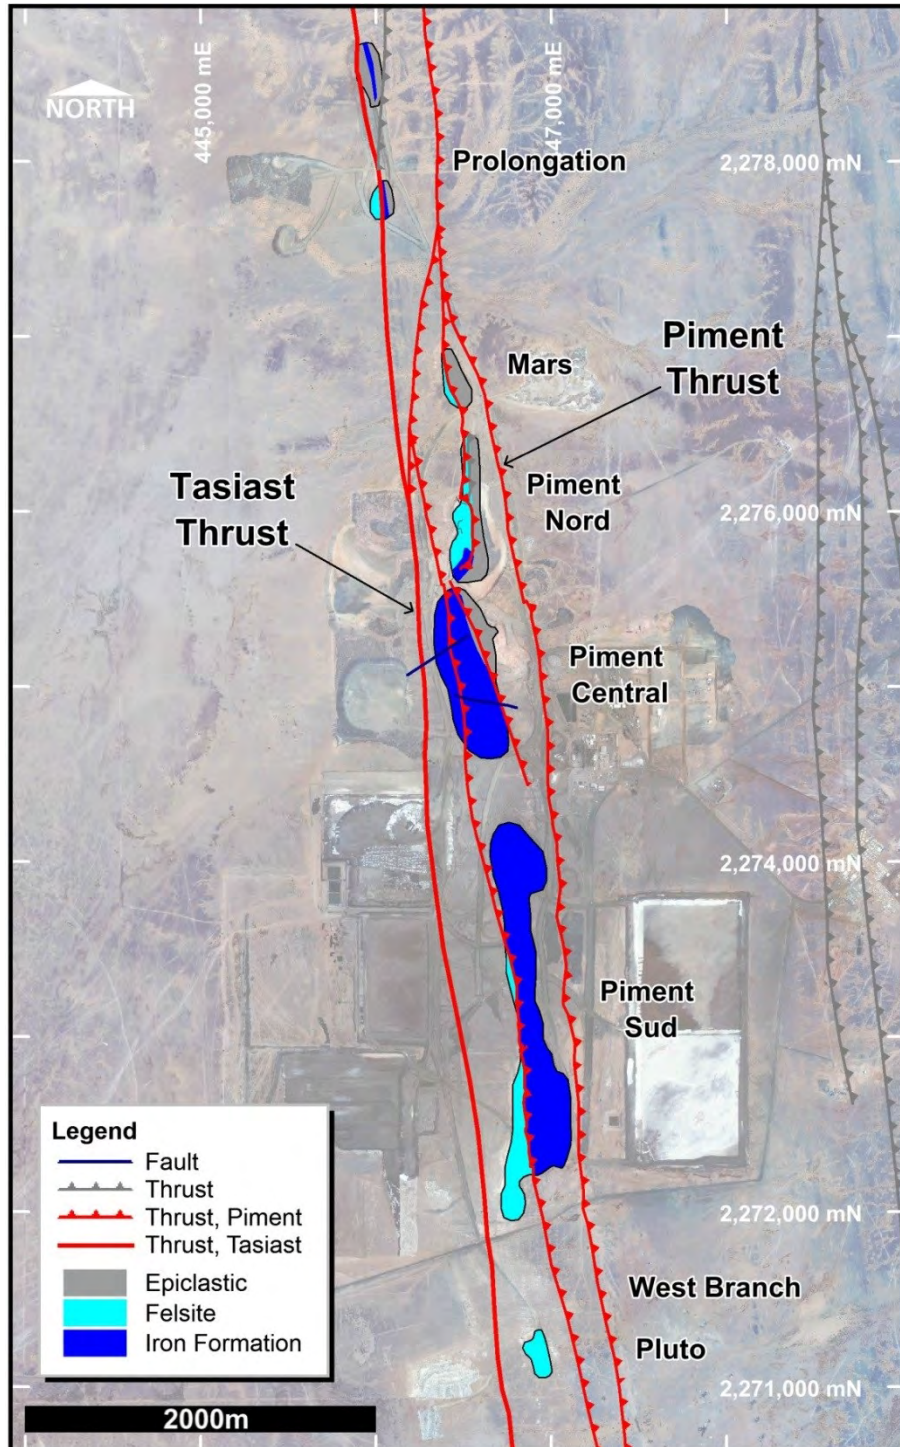 NORTH
445,000 mE
447,000 mE
Prolongation
2,278,000 mN
Piment
Thrust
Mars
Tasiast
Thrust
Piment
Nord
2,276,000 mN
Piment
Central
2,274,000 mN
Piment
Sud
Legend
Fault
Thrust
Thrust, Piment
Thrust, Tasiast
Epiclastic
Felsite
Iron Formation
2,272,000 mN
West Branch
Pluto
2,271,000 mN
2000m